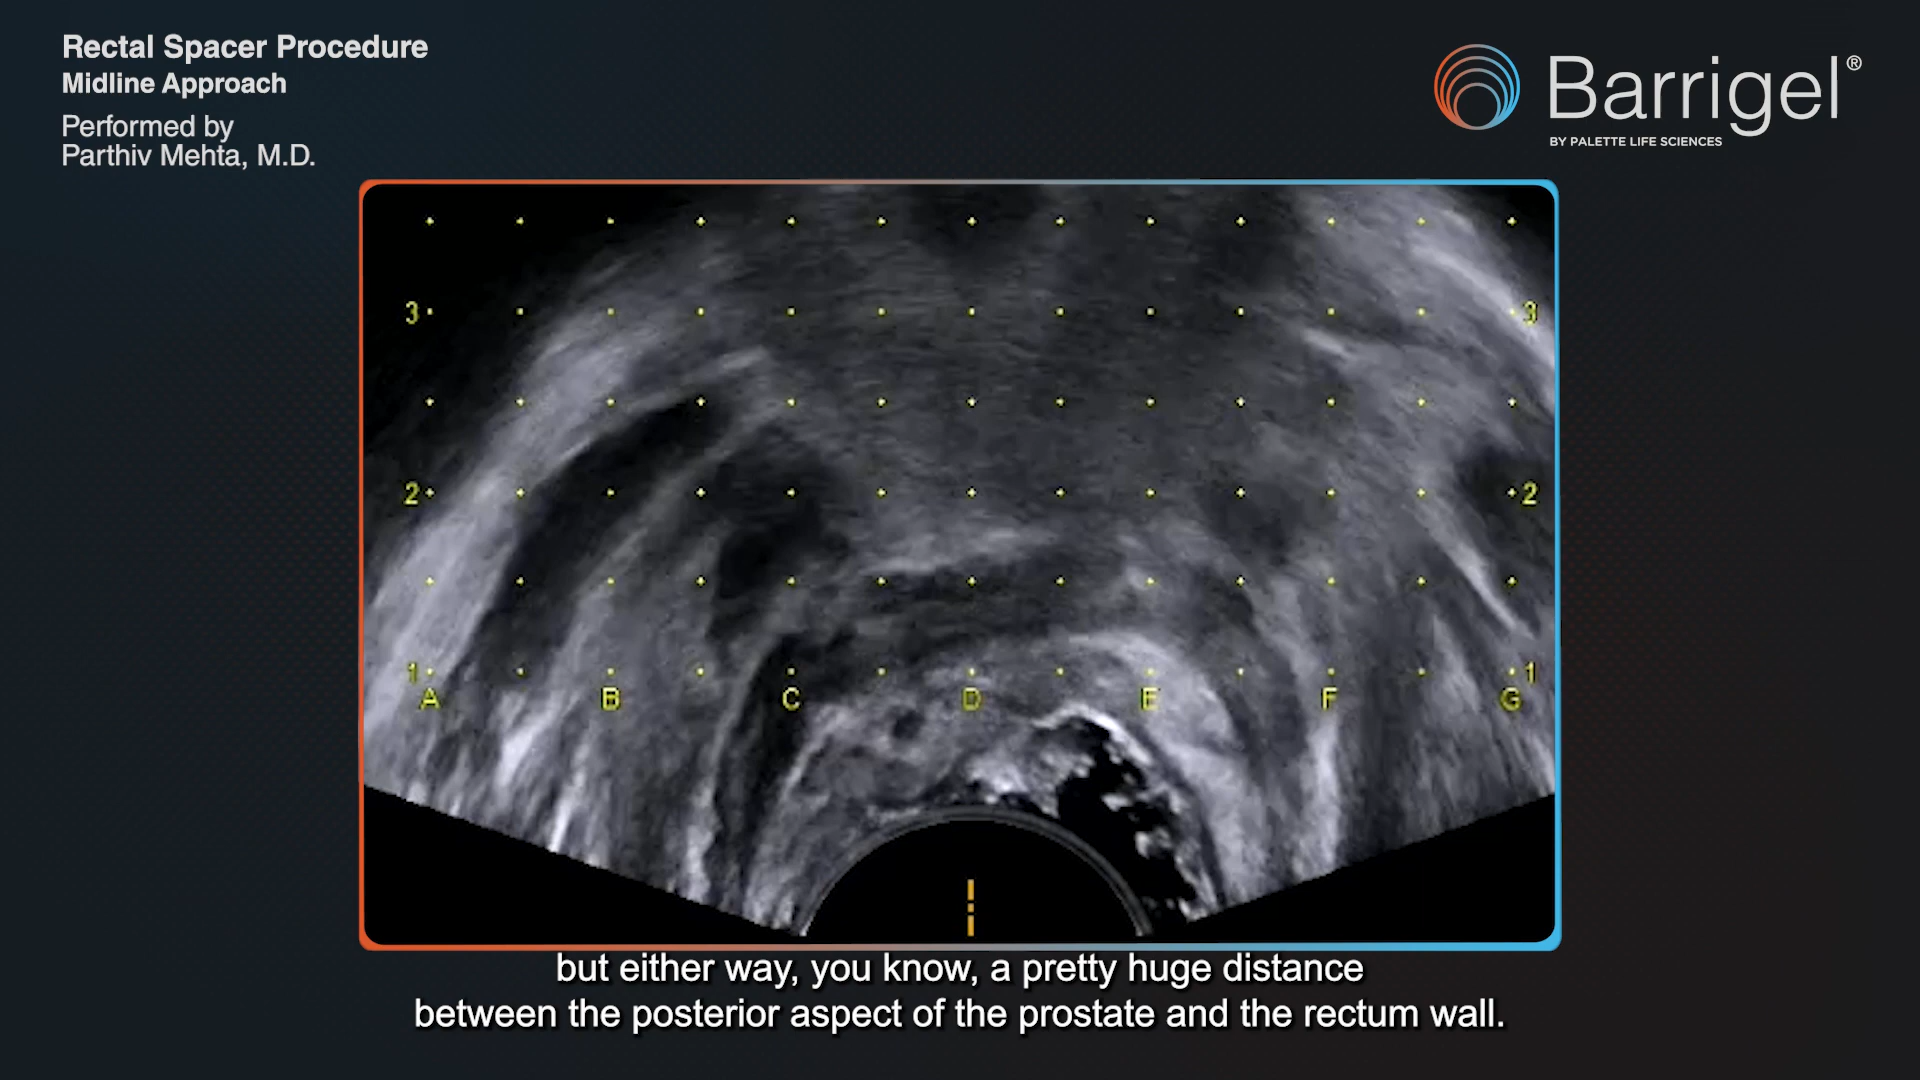 Rectal Spacer Procedure
Midline Approach
Performed by
Parthiv Mehta, M.D.
Barrigel®
BY PALETTE LIFE SCIENCES
3 3
2 2
1 1
A B C D E F G
but either way, you know, a pretty huge distance
between the posterior aspect of the prostate and the rectum wall.